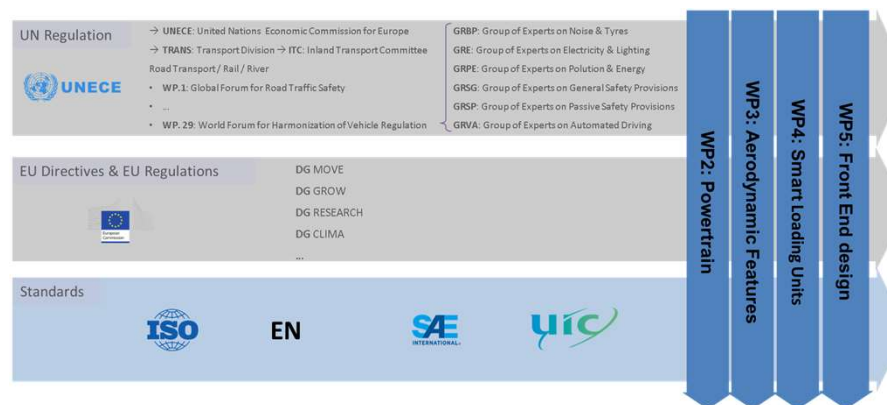 UN Regulation
UNECE
→ UNECE: United Nations Economic Commission for Europe
→ TRANS: Transport Division → ITC: Inland Transport Committee
Road Transport / Rail / River
• WP.1: Global Forum for Road Traffic Safety
• ...
• WP. 29: World Forum for Harmonization of Vehicle Regulation
GRBP: Group of Experts on Noise & Tyres
GRE: Group of Experts on Electricity & Lighting
GRPE: Group of Experts on Polution & Energy
GRSG: Group of Experts on General Safety Provisions
GRSP: Group of Experts on Passive Safety Provisions
GRVA: Group of Experts on Automated Driving
EU Directives & EU Regulations
European
Commission
DG MOVE
DG GROW
DG RESEARCH
DG CLIMA
...
Standards
ISO
EN
SAE
INTERNATIONAL
uic
WP2: Powertrain
WP3: Aerodynamic Features
WP4: Smart Loading Units
WP5: Front End design